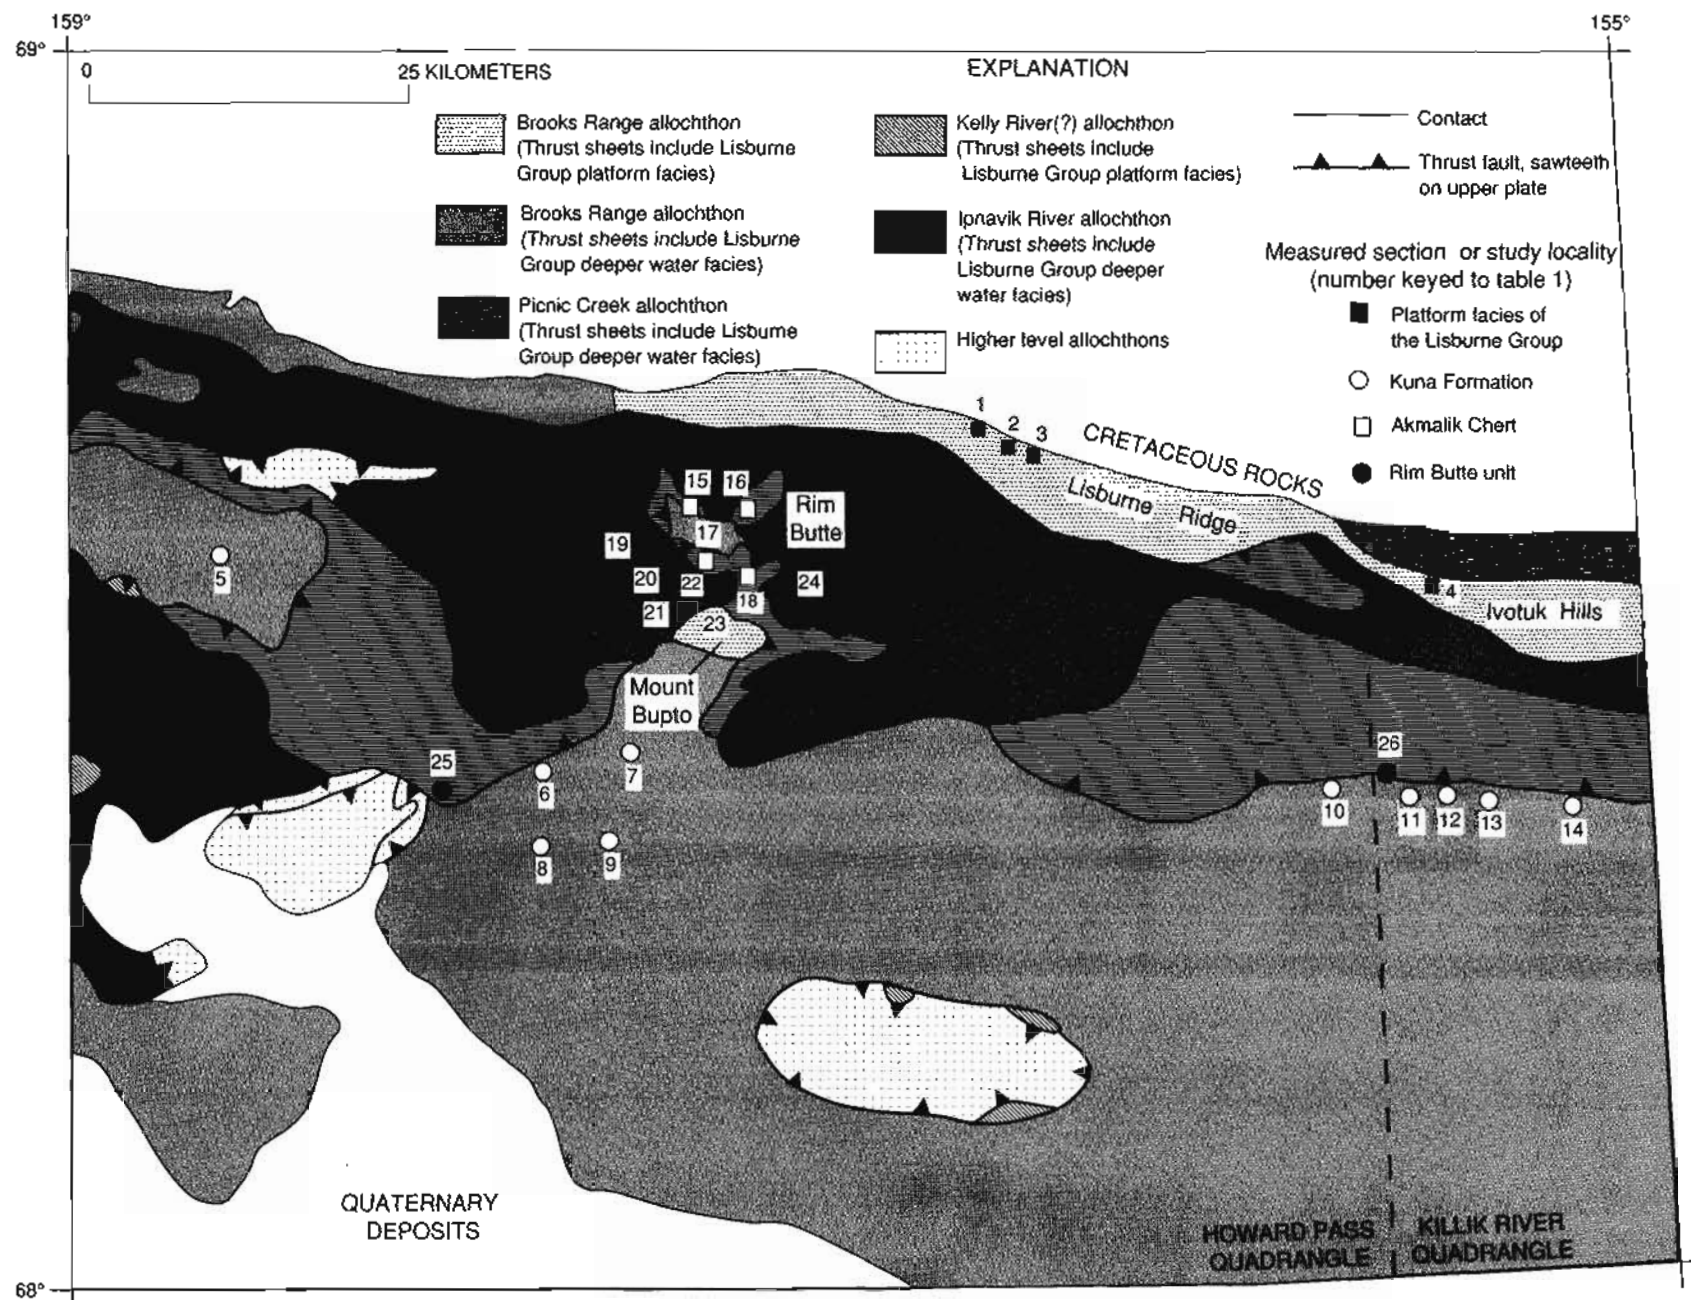 159°
155°
69°
0
25 KILOMETERS
EXPLANATION
Brooks Range allochthon
(Thrust sheets include Lisburne
Group platform facies)
Brooks Range allochthon
(Thrust sheets include Lisburne
Group deeper water facies)
Picnic Creek allochthon
(Thrust sheets include Lisburne
Group deeper water facies)
Kelly River(?) allochthon
(Thrust sheets include
Lisburne Group platform facies)
Ipnavik River allochthon
(Thrust sheets include
Lisburne Group deeper
water facies)
Higher level allochthons
Contact
Thrust fault, sawteeth
on upper plate
Measured section or study locality
(number keyed to table 1)
Platform facies of
the Lisburne Group
Kuna Formation
Akmalik Chert
Rim Butte unit
1
2
3
CRETACEOUS ROCKS
Lisburne Ridge
15
16
Rim
Butte
17
19
5
20
22
24
18
4
21
23
Ivotuk Hills
Mount
Bupto
25
26
7
6
10
11
12
13
14
8
9
QUATERNARY
DEPOSITS
HOWARD PASS
QUADRANGLE
KILLIK RIVER
QUADRANGLE
68°